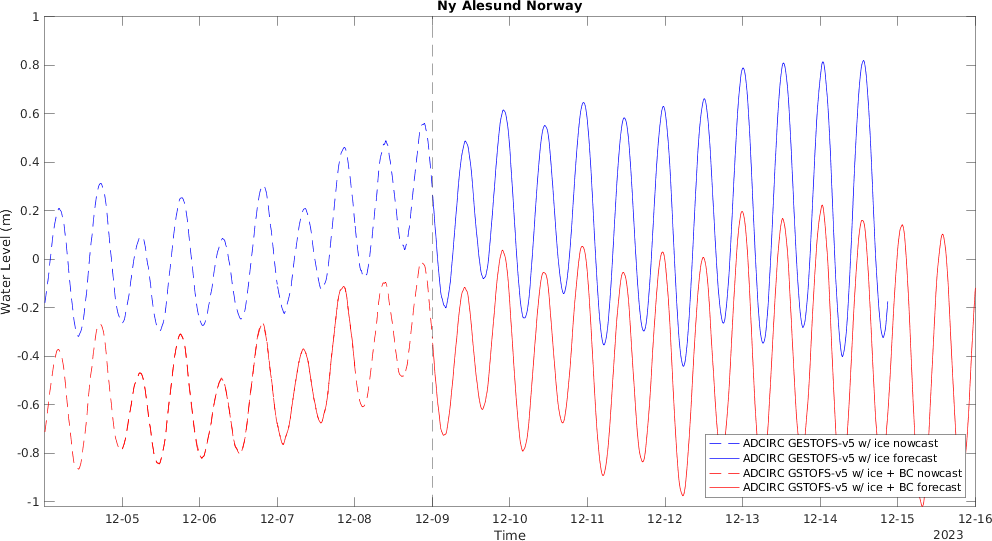 Ny Alesund Norway
1
0.8
0.6
0.4
0.2
0
-0.2
-0.4
-0.6
-0.8
-1
Water Level (m)
ADCIRC GESTOFS-v5 w/ ice nowcast
ADCIRC GESTOFS-v5 w/ ice forecast
ADCIRC GSTOFS-v5 w/ ice + BC nowcast
ADCIRC GSTOFS-v5 w/ ice + BC forecast
12-05 12-06 12-07 12-08 12-09 12-10 12-11 12-12 12-13 12-14 12-15 12-16
Time
2023